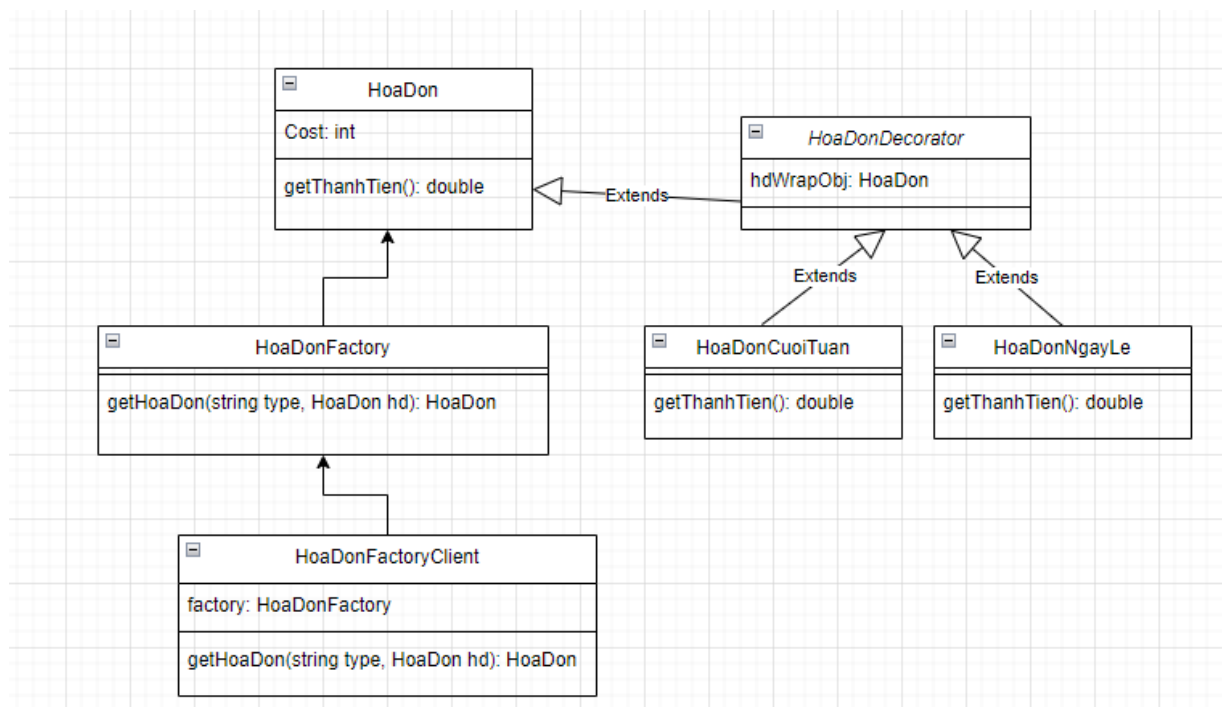 HoaDon
Cost: int
getThanhTien(): double
HoaDonDecorator
hdWrapObj: HoaDon
Extends
Extends
Extends
HoaDonFactory
getHoaDon(string type, HoaDon hd): HoaDon
HoaDonCuoiTuan
getThanhTien(): double
HoaDonNgayLe
getThanhTien(): double
HoaDonFactoryClient
factory: HoaDonFactory
getHoaDon(string type, HoaDon hd): HoaDon